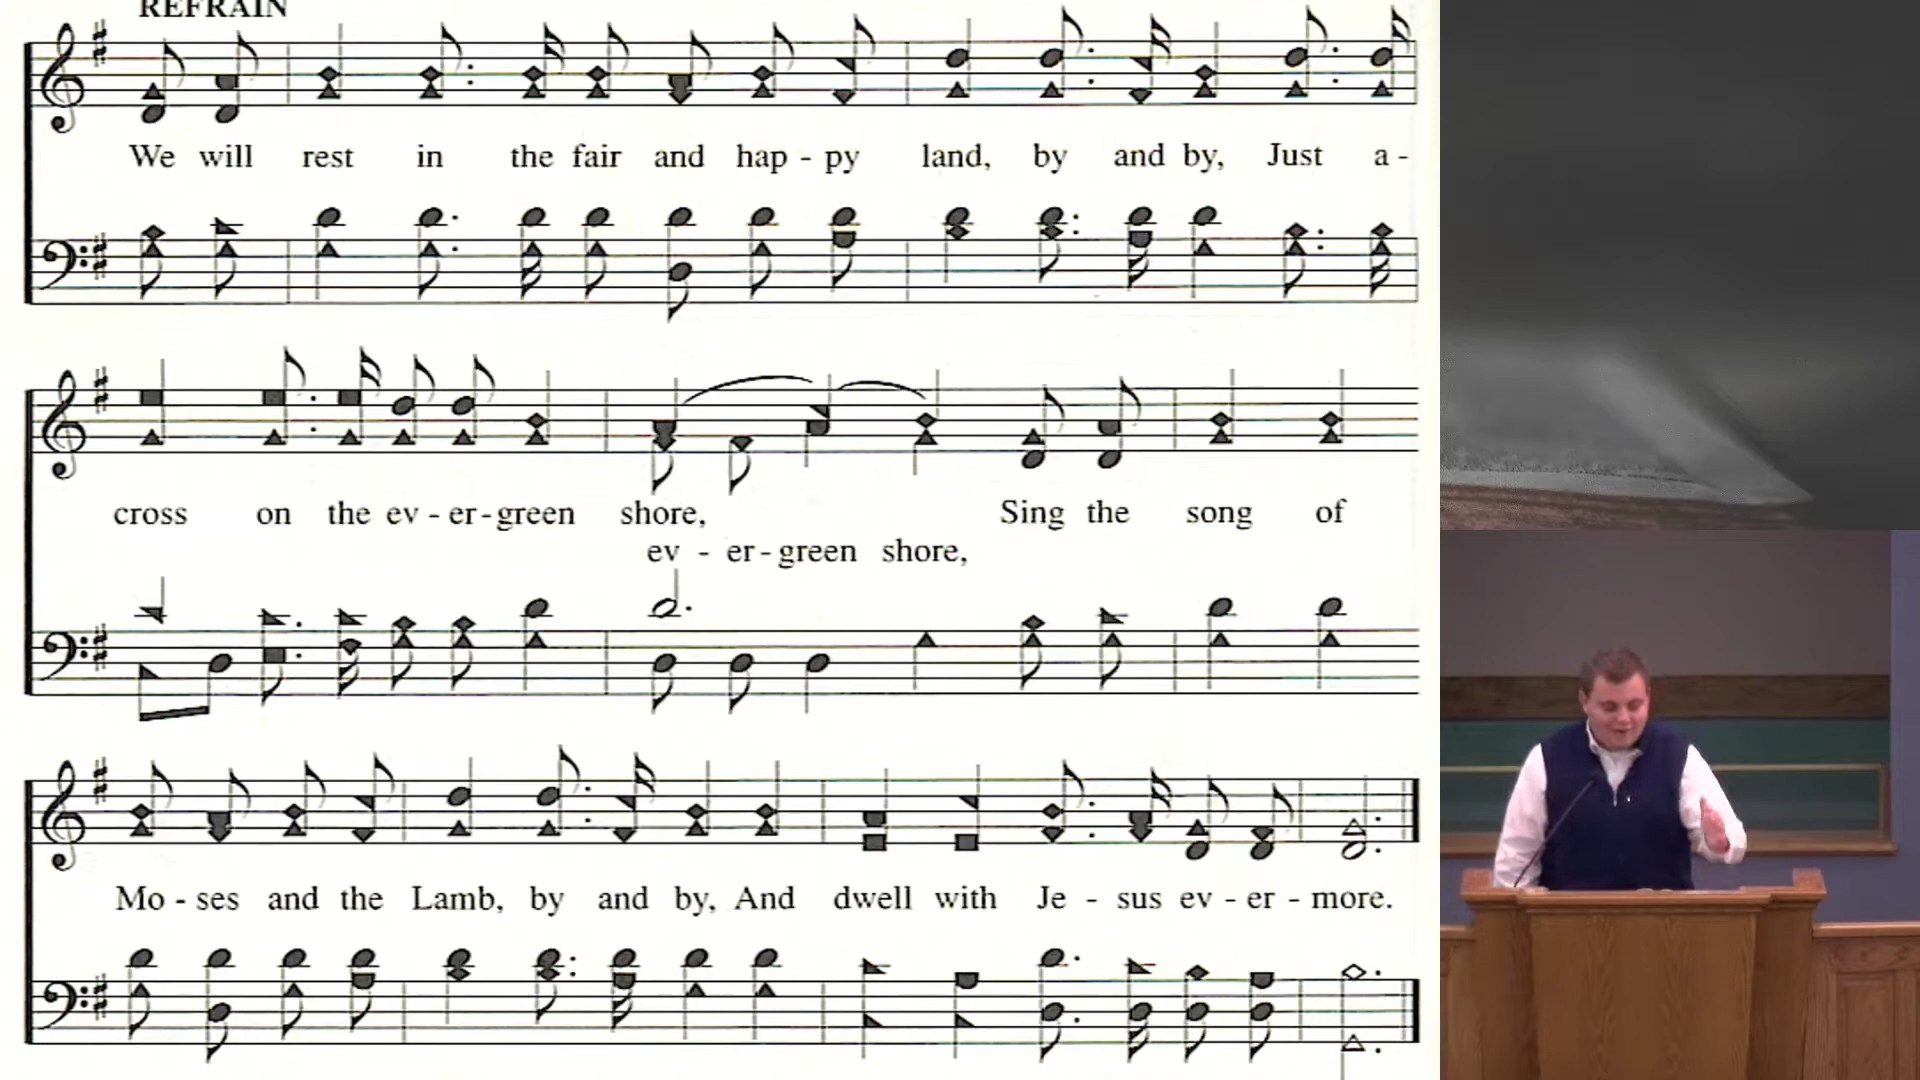 REFRAIN
We will rest in the fair and hap - py land, by and by, Just a -
cross on the ev - er - green shore, Sing the song of
ev - er - green shore,
Mo - ses and the Lamb, by and by, And dwell with Je - sus ev - er - more.